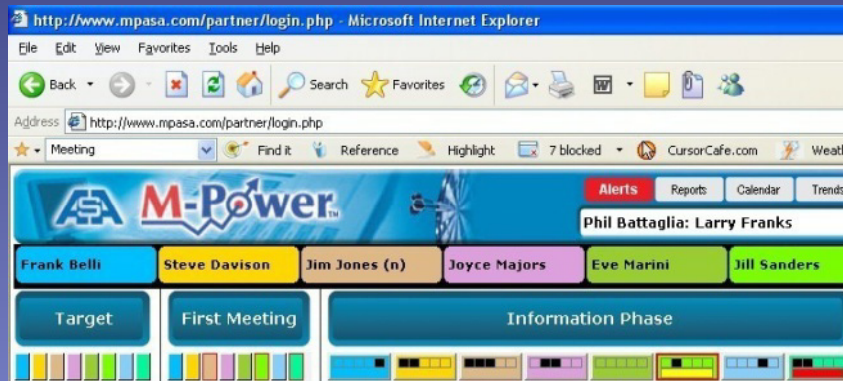 http://www.mpasa.com/partner/login.php - Microsoft Internet Explorer
File Edit View Favorites Tools Help
Back Search Favorites
Address http://www.mpasa.com/partner/login.php
Meeting Find it Reference Highlight 7 blocked CursorCafe.com Weath
ASA M-Power™ Alerts Reports Calendar Trends
Phil Battaglia: Larry Franks
Frank Belli Steve Davison Jim Jones (n) Joyce Majors Eve Marini Jill Sanders
Target First Meeting Information Phase